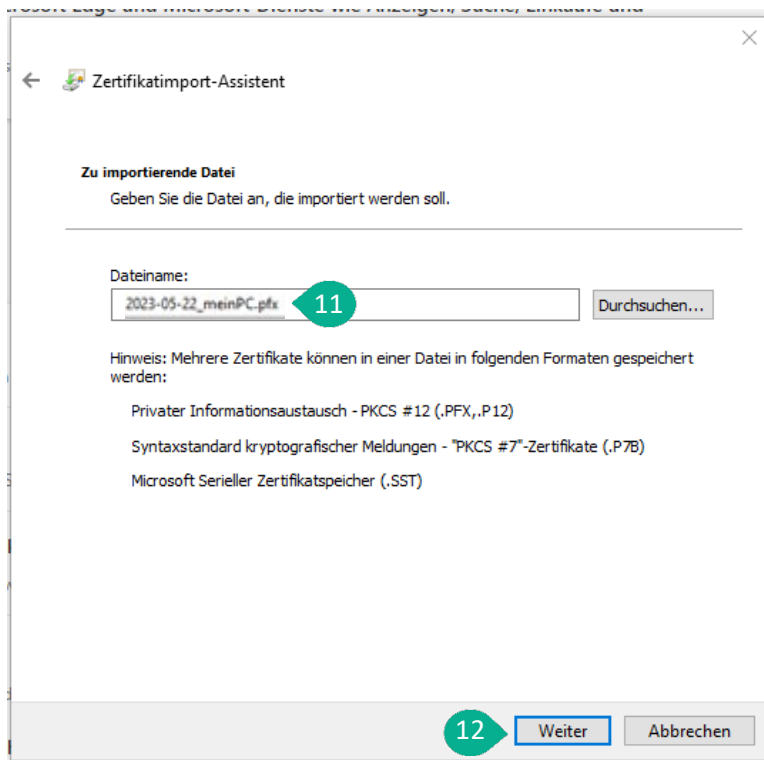 Zertifikatimport-Assistent
Zu importierende Datei
Geben Sie die Datei an, die importiert werden soll.
Dateiname:
2023-05-22_meinPC.pfx 11 Durchsuchen...
Hinweis: Mehrere Zertifikate können in einer Datei in folgenden Formaten gespeichert
werden:
Privater Informationsaustausch - PKCS #12 (.PFX,.P12)
Syntaxstandard kryptografischer Meldungen - "PKCS #7"-Zertifikate (.P7B)
Microsoft Serieller Zertifikatspeicher (.SST)
12 Weiter Abbrechen